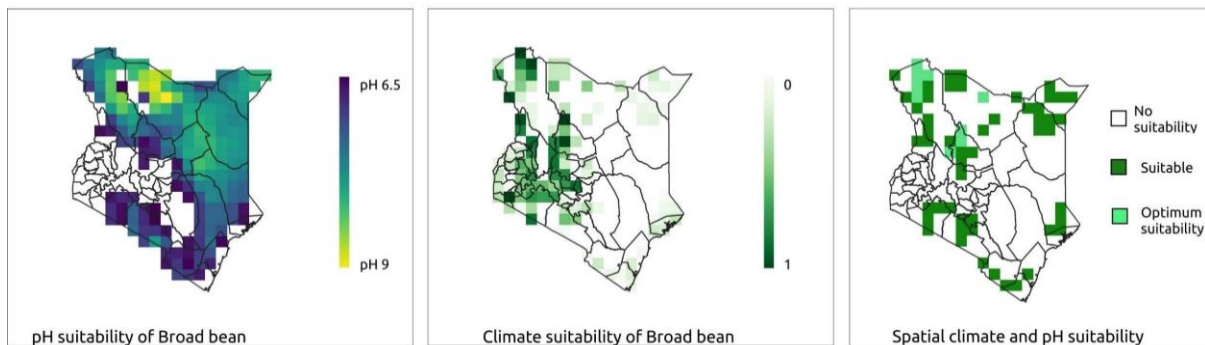 pH 6.5
pH 9
pH suitability of Broad bean
0
1
Climate suitability of Broad bean
No
suitability
Suitable
Optimum
suitability
Spatial climate and pH suitability